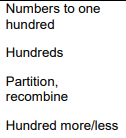 Numbers to one
hundred
Hundreds
Partition,
recombine
Hundred more/less